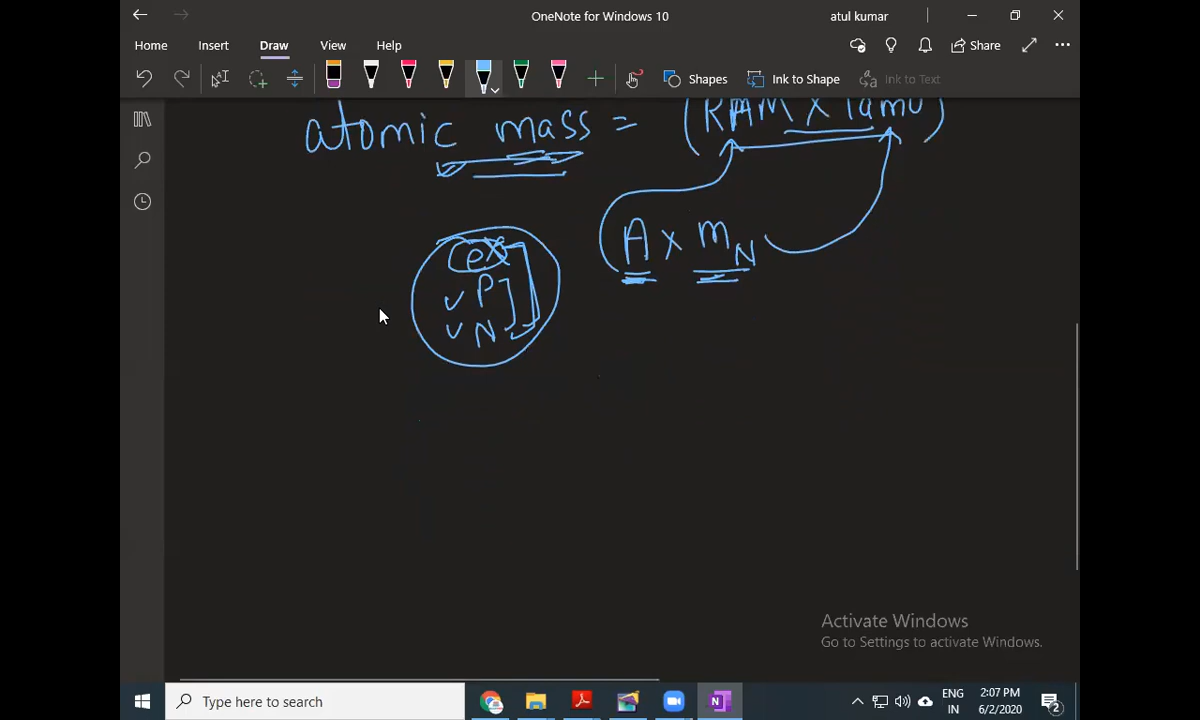 OneNote for Windows 10
atul kumar
Home Insert Draw View Help
Share
Shapes Ink to Shape Ink to Text
atomic mass = (RAM X 1amu)
A x mN
e
P
N
Activate Windows
Go to Settings to activate Windows.
Type here to search
ENG
IN
2:07 PM
6/2/2020
2